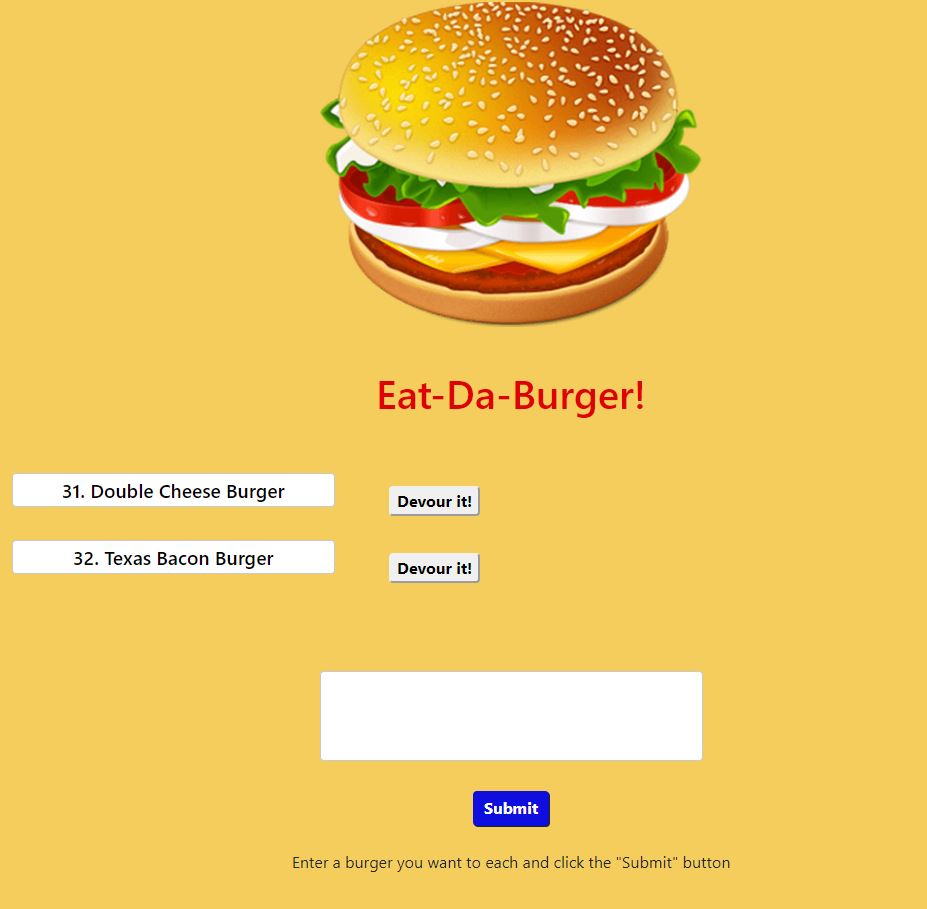 Eat-Da-Burger!
31. Double Cheese Burger
Devour it!
32. Texas Bacon Burger
Devour it!
Submit
Enter a burger you want to each and click the "Submit" button